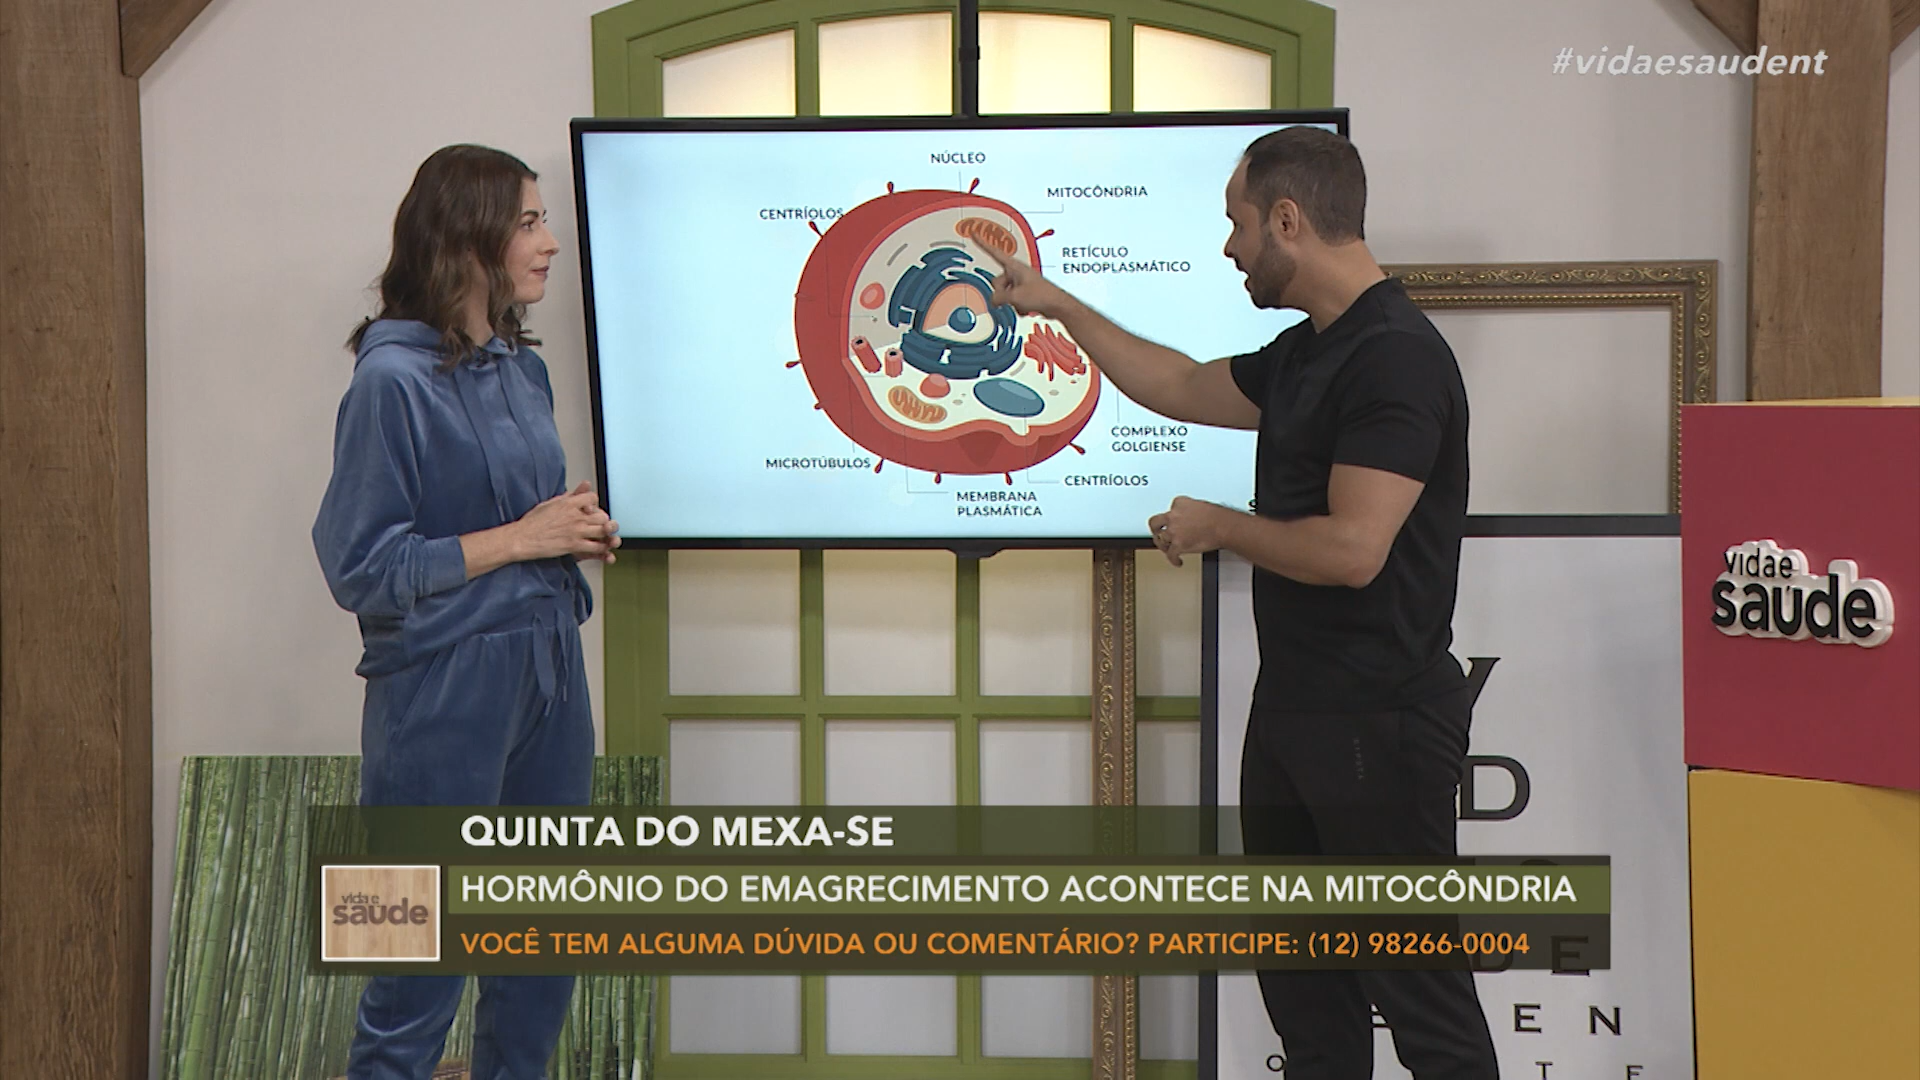 #vidaesaudent
NÚCLEO
MITOCÔNDRIA
CENTRÍOLOS
RETÍCULO
ENDOPLASMÁTICO
COMPLEXO
GOLGIENSE
MICROTÚBULOS
CENTRÍOLOS
MEMBRANA
PLASMÁTICA
vida e
saúde
QUINTA DO MEXA-SE
vida e
saúde
HORMÔNIO DO EMAGRECIMENTO ACONTECE NA MITOCÔNDRIA
VOCÊ TEM ALGUMA DÚVIDA OU COMENTÁRIO? PARTICIPE: (12) 98266-0004
D
D E
E E N
O T E